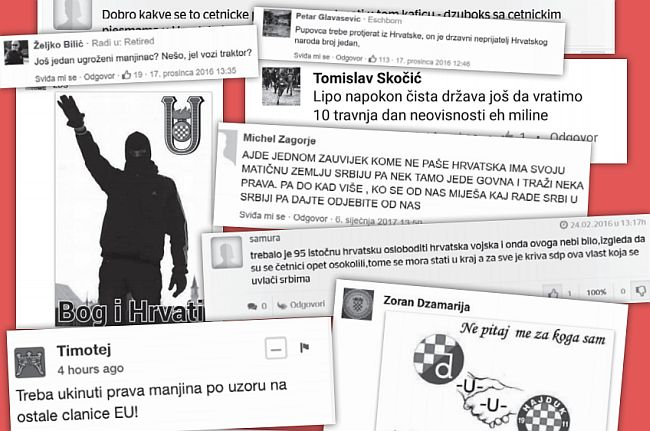 Dobro kakve se to cetnicke
kaficu - dzuboks sa cetnickim
Željko Bilić · Radi u: Retired
Još jedan ugroženi manjinac? Nešo, jel vozi traktor?
Sviđa mi se · Odgovor · 19 · 17. prosinca 2016 13:35
Petar Glavasevic · Eschborn
Pupovca trebe protjerat iz Hrvatske, on je drzavni neprijatelj Hrvatskog
naroda broj jedan,
Sviđa mi se · Odgovor · 113 · 17. prosinca 2016 12:46
Tomislav Skočić
Lipo napokon čista država još da vratimo
10 travnja dan neovisnosti eh miline
1 · Odgovor
U
Bog i Hrvati
Michel Zagorje
AJDE JEDNOM ZAUVIJEK KOME NE PAŠE HRVATSKA IMA SVOJU
MATIČNU ZEMLJU SRBIJU PA NEK TAMO JEDE GOVNA I TRAŽI NEKA
PRAVA. PA DO KAD VIŠE , KO SE OD NAS MIJEŠA KAJ RADE SRBI U
SRBIJI PA DAJTE ODJEBITE OD NAS
Sviđa mi se · Odgovor · 6. siječnja 2017
24.02.2016 u 13:17h
samura
trebalo je 95 istočnu hrvatsku osloboditi hrvatska vojska i onda ovoga nebi bilo,izgleda da
su se četnici opet osokolili,tome se mora stati u kraj a za sve je kriva sdp ova vlast koja se
uvlači srbima
0 Odgovori
1 100% 0
Timotej
4 hours ago
Treba ukinuti prava manjina po uzoru na
ostale clanice EU!
Zoran Dzamarija
Ne pitaj me za koga sam
d
-U-
-U-
-U-
HAJDUK
19 11